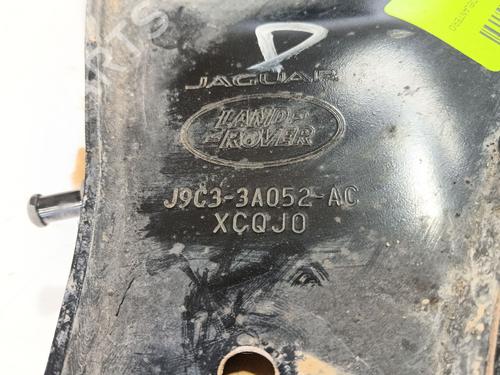 D
JAGUAR
LAND-
-ROVER
J9C3-3A052-AC
XCQJ0